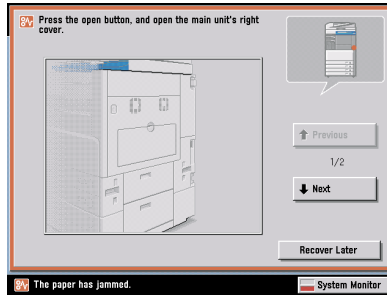 Press the open button, and open the main unit's right
cover.
Previous
1/2
Next
Recover Later
The paper has jammed.
System Monitor